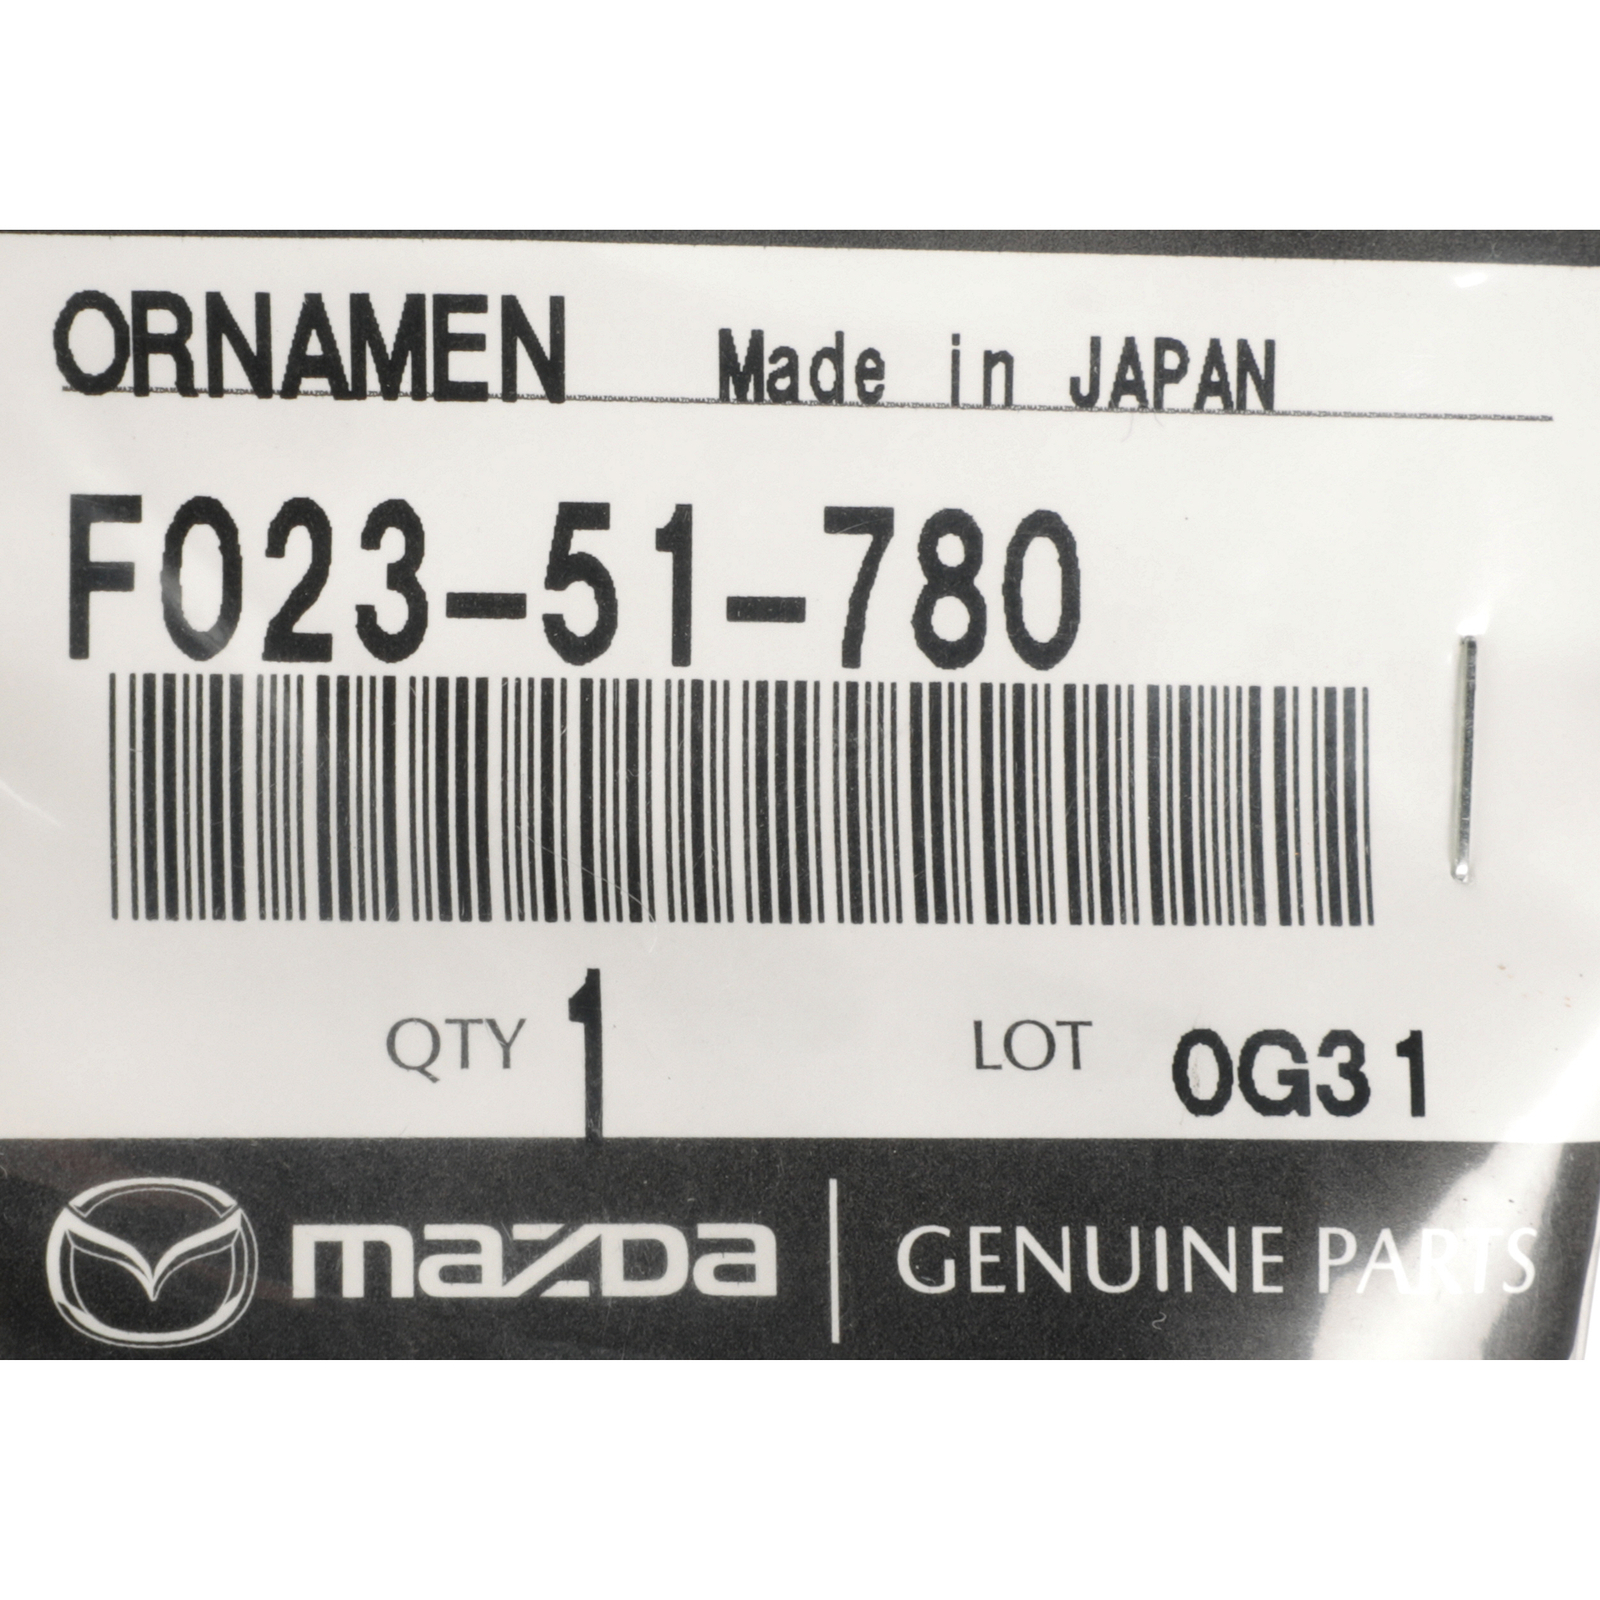 ORNAMEN Made in JAPAN
F023-51-780
QTY 1 LOT 0G31
mazda GENUINE PARTS